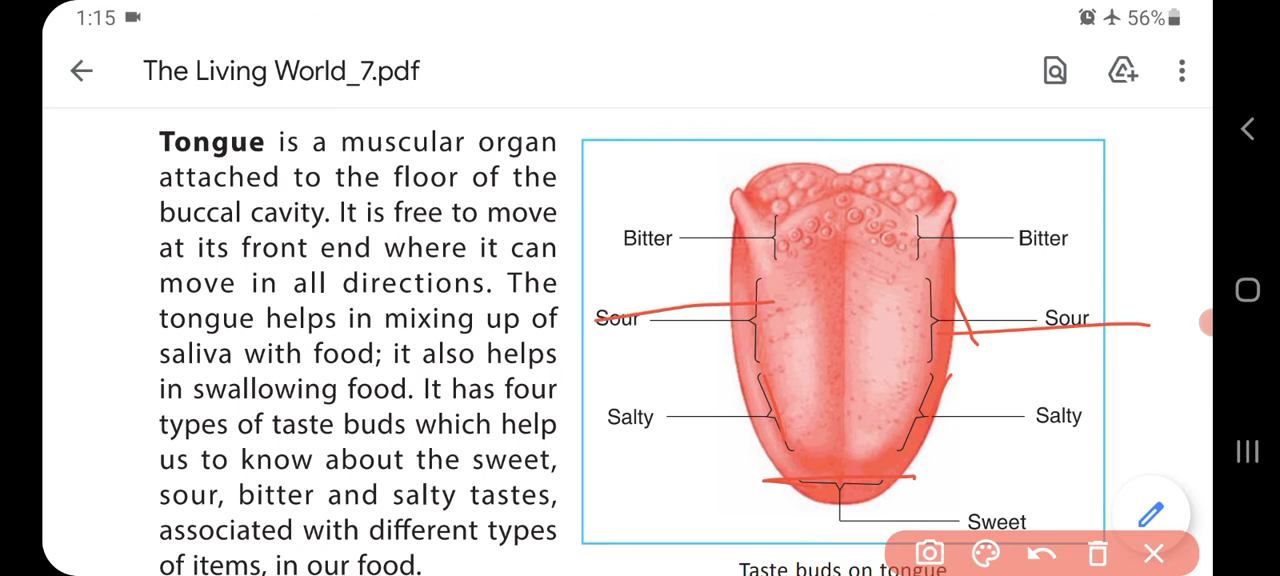 1:15
56%
The Living World_7.pdf
Tongue is a muscular organ
attached to the floor of the
buccal cavity. It is free to move
at its front end where it can
move in all directions. The
tongue helps in mixing up of
saliva with food; it also helps
in swallowing food. It has four
types of taste buds which help
us to know about the sweet,
sour, bitter and salty tastes,
associated with different types
of items, in our food.
Bitter
Bitter
Sour
Sour
Salty
Salty
Sweet
Taste buds on tongue